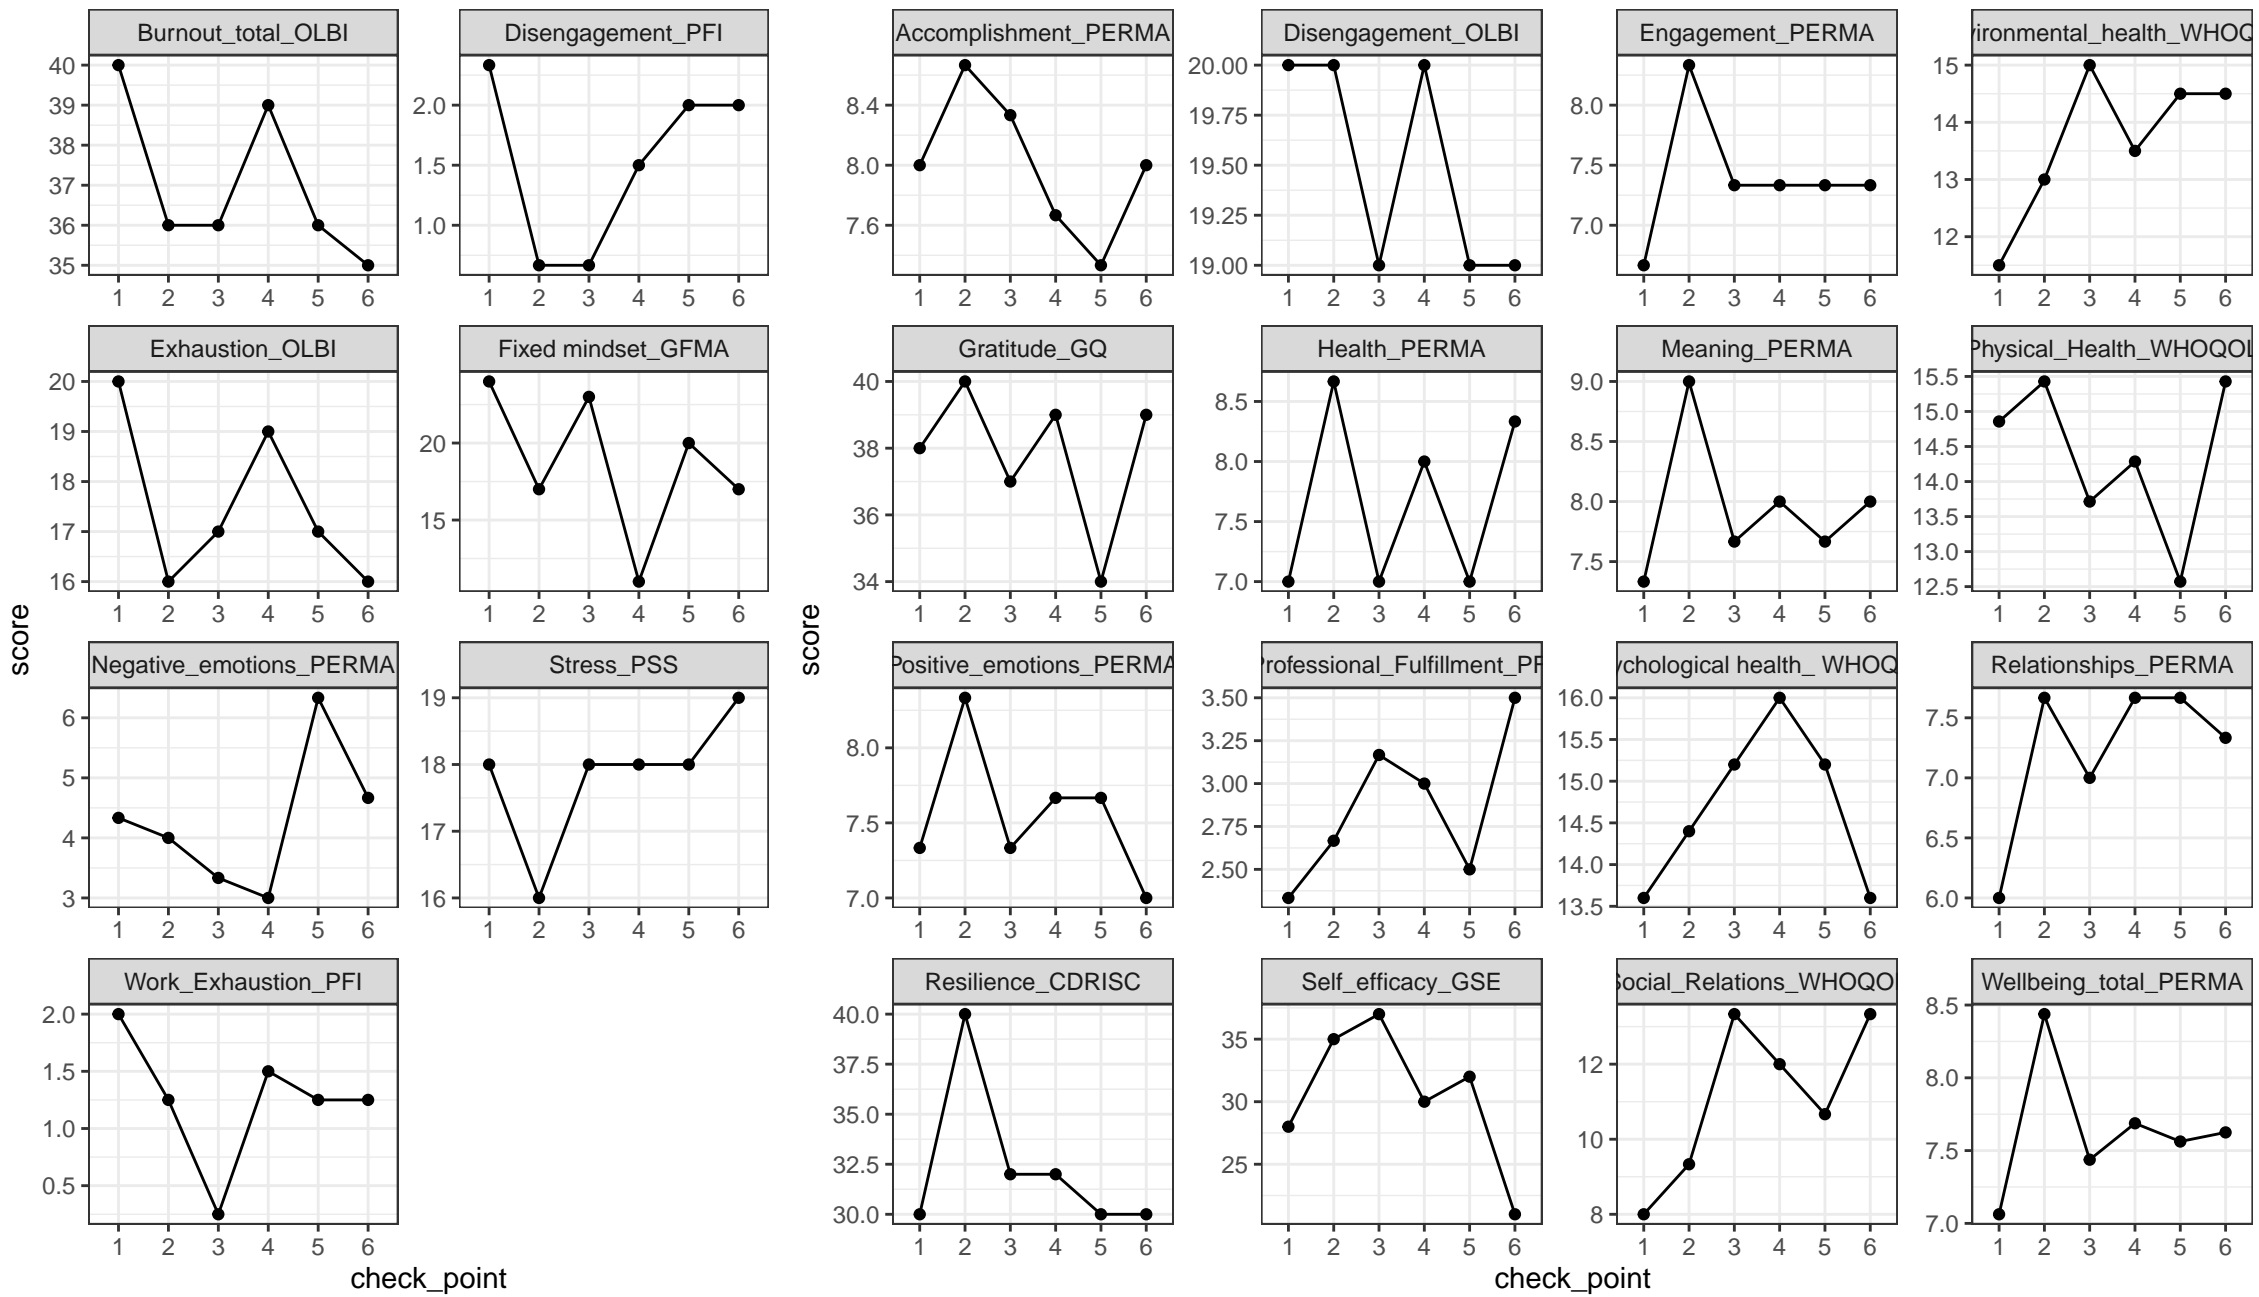 Burnout_total_OLBI
40
39
38
37
36
35
1 2 3 4 5 6
Disengagement_PFI
2.0
1.5
1.0
1 2 3 4 5 6
Accomplishment_PERMA
8.4
8.0
7.6
1 2 3 4 5 6
Disengagement_OLBI
20.00
19.75
19.50
19.25
19.00
1 2 3 4 5 6
Engagement_PERMA
8.0
7.5
7.0
1 2 3 4 5 6
vironmental_health_WHOQ
15
14
13
12
1 2 3 4 5 6
Exhaustion_OLBI
20
19
18
17
16
1 2 3 4 5 6
Fixed mindset_GFMA
20
15
1 2 3 4 5 6
Gratitude_GQ
40
38
36
34
1 2 3 4 5 6
Health_PERMA
8.5
8.0
7.5
7.0
1 2 3 4 5 6
Meaning_PERMA
9.0
8.5
8.0
7.5
1 2 3 4 5 6
Physical_Health_WHOQOL
15.5
15.0
14.5
14.0
13.5
13.0
12.5
1 2 3 4 5 6
score
score
Negative_emotions_PERMA
6
5
4
3
1 2 3 4 5 6
Stress_PSS
19
18
17
16
1 2 3 4 5 6
Positive_emotions_PERMA
8.0
7.5
7.0
1 2 3 4 5 6
Professional_Fulfillment_PF
3.50
3.25
3.00
2.75
2.50
1 2 3 4 5 6
ychological health_ WHOQ
16.0
15.5
15.0
14.5
14.0
13.5
1 2 3 4 5 6
Relationships_PERMA
7.5
7.0
6.5
6.0
1 2 3 4 5 6
Work_Exhaustion_PFI
2.0
1.5
1.0
0.5
1 2 3 4 5 6
Resilience_CDRISC
40.0
37.5
35.0
32.5
30.0
1 2 3 4 5 6
Self_efficacy_GSE
35
30
25
1 2 3 4 5 6
Social_Relations_WHOQOL
12
10
8
1 2 3 4 5 6
Wellbeing_total_PERMA
8.5
8.0
7.5
7.0
1 2 3 4 5 6
check_point
check_point